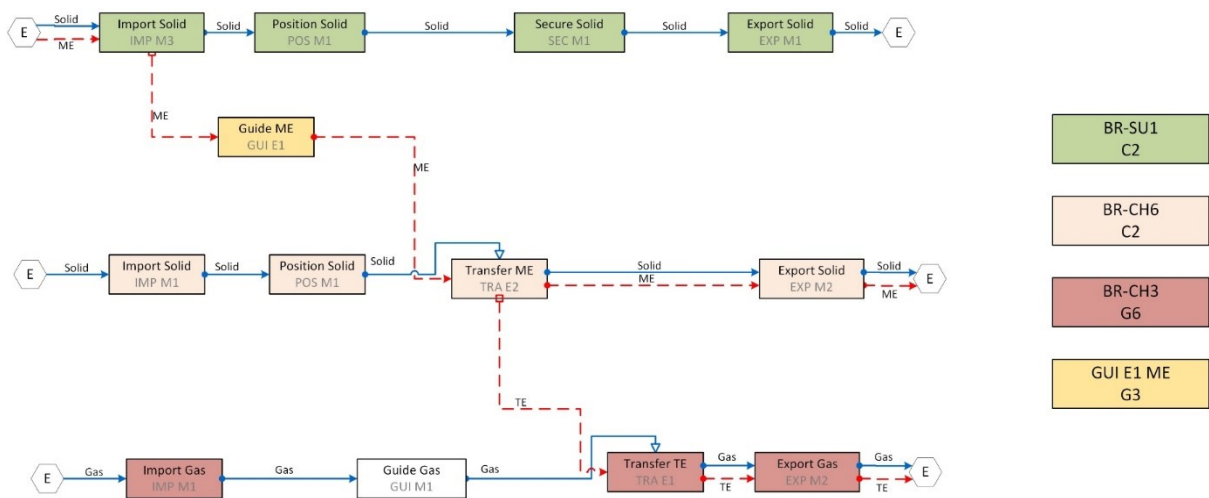 Solid
ME
E
Import Solid
IMP M3
Solid
Position Solid
POS M1
Solid
Secure Solid
SEC M1
Solid
Export Solid
EXP M1
Solid
E
ME
Guide ME
GUI E1
ME
E
Solid
Import Solid
IMP M1
Solid
Position Solid
POS M1
Solid
Transfer ME
TRA E2
Solid
ME
Export Solid
EXP M2
Solid
ME
E
TE
E
Gas
Import Gas
IMP M1
Gas
Guide Gas
GUI M1
Gas
Transfer TE
TRA E1
Gas
TE
Export Gas
EXP M2
Gas
TE
E
BR-SU1
C2
BR-CH6
C2
BR-CH3
G6
GUI E1 ME
G3